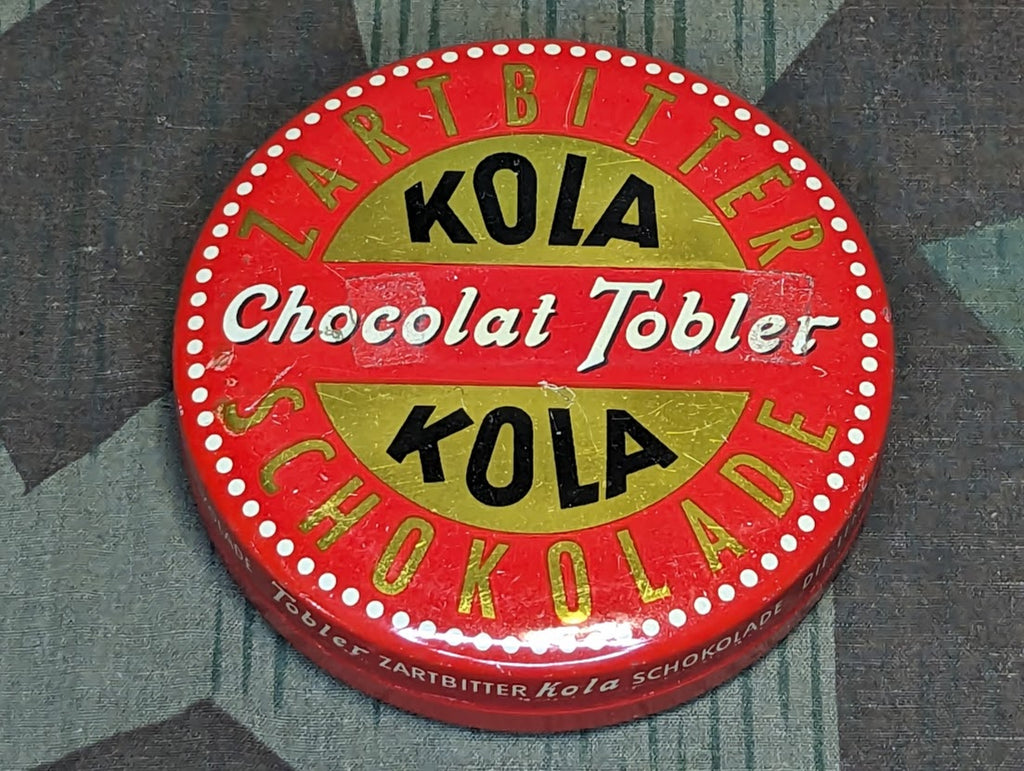 ZARTBITTER
KOLA
Chocolat Tobler
KOLA
SCHOKOLADE
Tobler ZARTBITTER Kola SCHOKOLADE